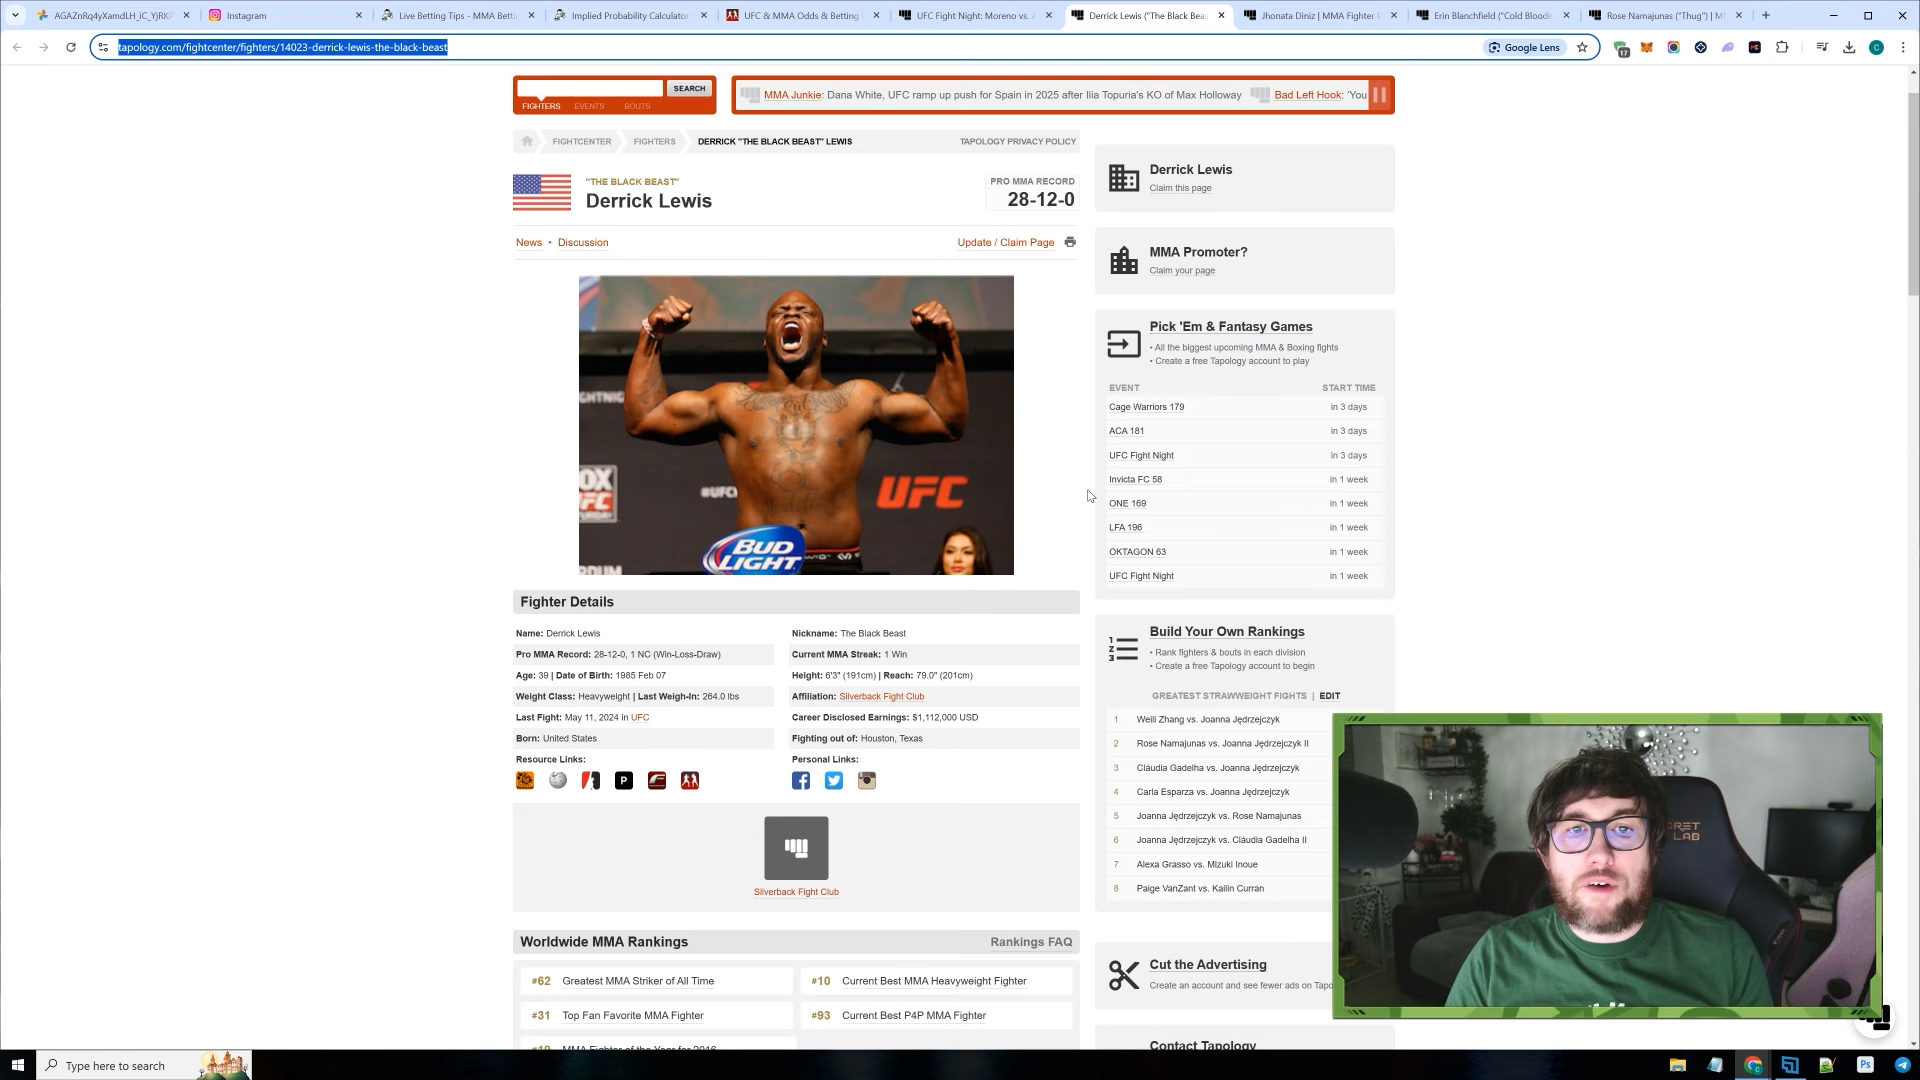 AGAZnRq4yXamdLH_iC_YjRKP
Instagram
Live Betting Tips - MMA Betti
Implied Probability Calculator
UFC & MMA Odds & Betting L
UFC Fight Night: Moreno vs. A
Derrick Lewis ("The Black Beas
Jhonata Diniz | MMA Fighter P
Erin Blanchfield ("Cold Bloode
Rose Namajunas ("Thug") | M
tapology.com/fightcenter/fighters/14023-derrick-lewis-the-black-beast
Google Lens
17
C
SEARCH
FIGHTERS EVENTS BOUTS
MMA Junkie: Dana White, UFC ramp up push for Spain in 2025 after Ilia Topuria's KO of Max Holloway
Bad Left Hook: 'You
FIGHTCENTER
FIGHTERS
DERRICK "THE BLACK BEAST" LEWIS
TAPOLOGY PRIVACY POLICY
"THE BLACK BEAST"
Derrick Lewis
PRO MMA RECORD
28-12-0
News • Discussion
Update / Claim Page
UFC
BUD
LIGHT
Fighter Details
Name: Derrick Lewis
Nickname: The Black Beast
Pro MMA Record: 28-12-0, 1 NC (Win-Loss-Draw)
Current MMA Streak: 1 Win
Age: 39 | Date of Birth: 1985 Feb 07
Height: 6'3" (191cm) | Reach: 79.0" (201cm)
Weight Class: Heavyweight | Last Weigh-In: 264.0 lbs
Affiliation: Silverback Fight Club
Last Fight: May 11, 2024 in UFC
Career Disclosed Earnings: $1,112,000 USD
Born: United States
Fighting out of: Houston, Texas
Resource Links:
Personal Links:
Silverback Fight Club
Worldwide MMA Rankings
Rankings FAQ
#62 Greatest MMA Striker of All Time
#10 Current Best MMA Heavyweight Fighter
#31 Top Fan Favorite MMA Fighter
#93 Current Best P4P MMA Fighter
Derrick Lewis
Claim this page
MMA Promoter?
Claim your page
Pick 'Em & Fantasy Games
• All the biggest upcoming MMA & Boxing fights
• Create a free Tapology account to play
EVENT START TIME
Cage Warriors 179 in 3 days
ACA 181 in 3 days
UFC Fight Night in 3 days
Invicta FC 58 in 1 week
ONE 169 in 1 week
LFA 196 in 1 week
OKTAGON 63 in 1 week
UFC Fight Night in 1 week
Build Your Own Rankings
• Rank fighters & bouts in each division
• Create a free Tapology account to begin
GREATEST STRAWWEIGHT FIGHTS | EDIT
1 Weili Zhang vs. Joanna Jędrzejczyk
2 Rose Namajunas vs. Joanna Jędrzejczyk II
3 Cláudia Gadelha vs. Joanna Jędrzejczyk
4 Carla Esparza vs. Joanna Jędrzejczyk
5 Joanna Jędrzejczyk vs. Rose Namajunas
6 Joanna Jędrzejczyk vs. Cláudia Gadelha II
7 Alexa Grasso vs. Mizuki Inoue
8 Paige VanZant vs. Kailin Curran
Cut the Advertising
Create an account and see fewer ads on Tapo
Contact Tapology
Type here to search